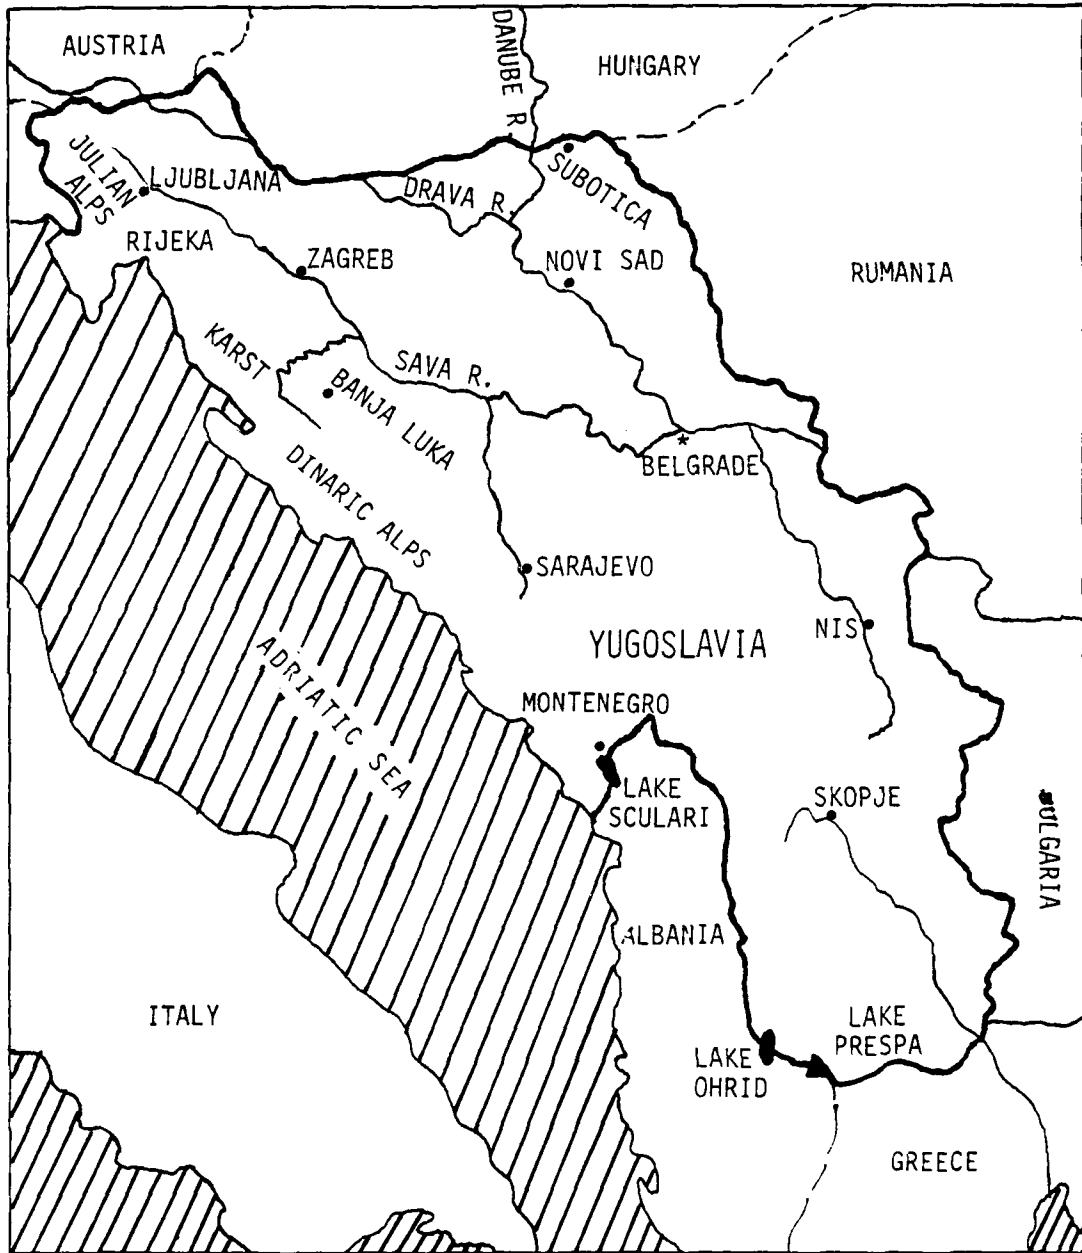 AUSTRIA
DANUBE R
HUNGARY
JULIAN
ALPS
LJUBLJANA
DRAVA R.
SUBOTICA
RIJEKA
ZAGREB
NOVI SAD
RUMANIA
KARST
SAVA R.
BANJA LUKA
BELGRADE
DINARIC ALPS
SARAJEVO
NIS
YUGOSLAVIA
ADRIATIC SEA
MONTENEGRO
LAKE
SCULARI
SKOPJE
ALBANIA
ITALY
LAKE
PRESPA
LAKE
OHRID
GREECE